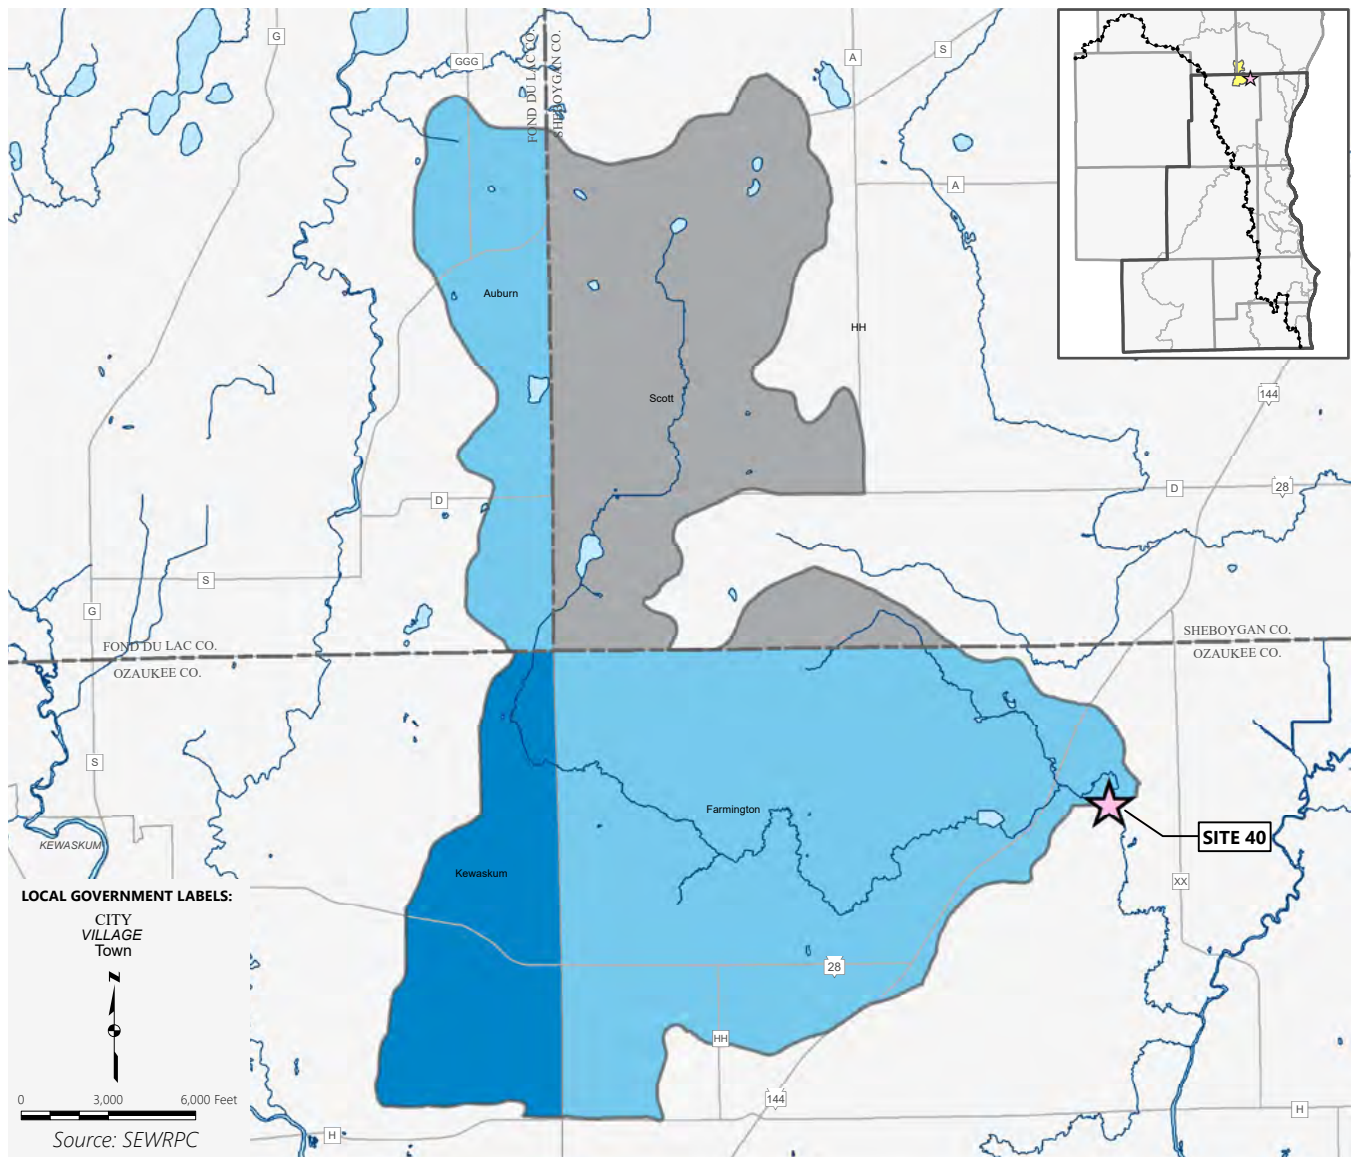 G
GGG
FOND DU LAC CO.
SHEBOYGAN CO.
A
S
A
Auburn
HH
Scott
144
D
D
28
S
G
FOND DU LAC CO.
OZAUKEE CO.
SHEBOYGAN CO.
OZAUKEE CO.
S
Farmington
SITE 40
KEWASKUM
Kewaskum
XX
LOCAL GOVERNMENT LABELS:
CITY
VILLAGE
Town
N
28
HH
0 3,000 6,000 Feet
144
H
H
Source: SEWRPC